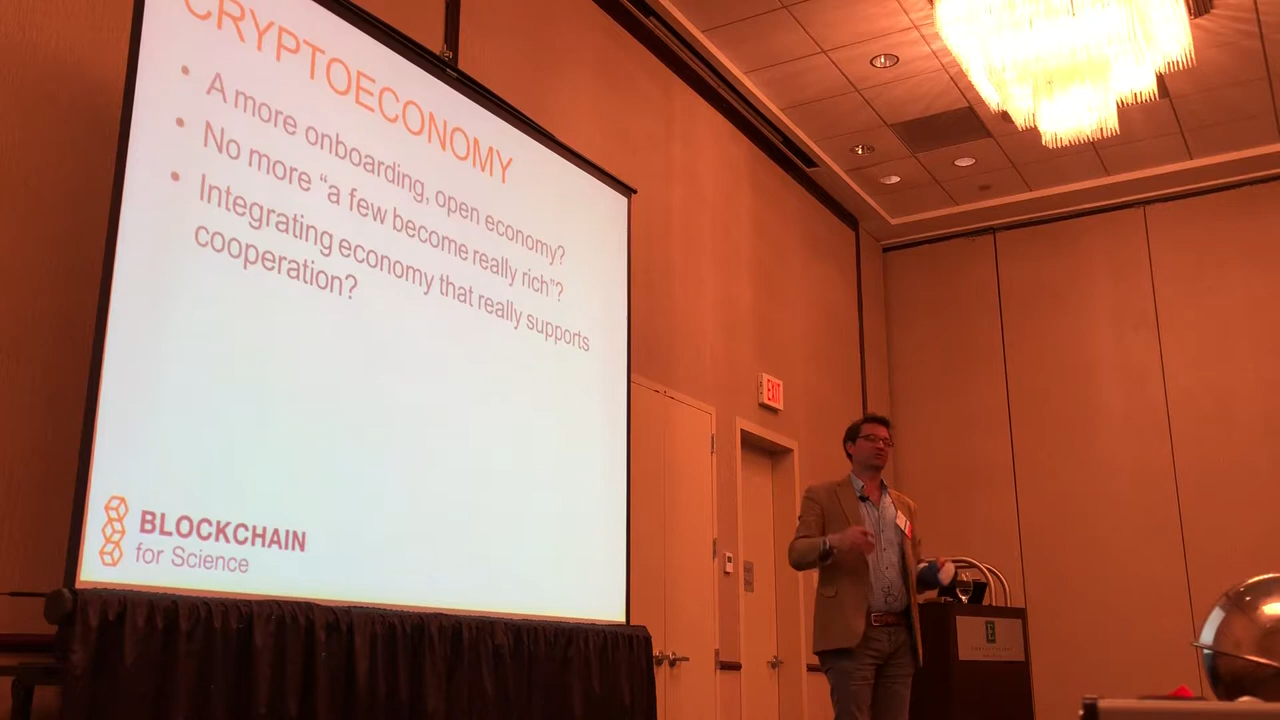 CRYPTOECONOMY
• A more onboarding, open economy?
• No more “a few become really rich”?
• Integrating economy that really supports
cooperation?
BLOCKCHAIN
for Science
EXIT
E